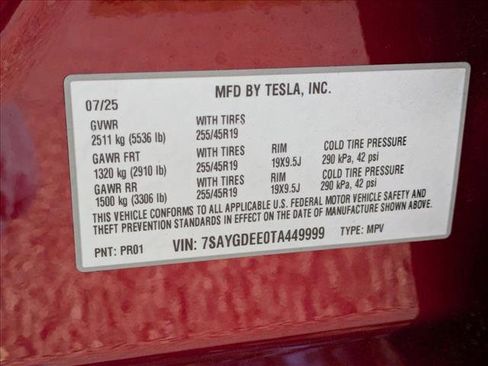 MFD BY TESLA, INC.
07/25
GVWR WITH TIRES
2511 kg (5536 lb) 255/45R19
GAWR FRT WITH TIRES RIM COLD TIRE PRESSURE
1320 kg (2910 lb) 255/45R19 19X9.5J 290 kPa, 42 psi
GAWR RR WITH TIRES RIM COLD TIRE PRESSURE
1500 kg (3306 lb) 255/45R19 19X9.5J 290 kPa, 42 psi
THIS VEHICLE CONFORMS TO ALL APPLICABLE U.S. FEDERAL MOTOR VEHICLE SAFETY AND
THEFT PREVENTION STANDARDS IN EFFECT ON THE DATE OF MANUFACTURE SHOWN ABOVE.
PNT: PR01 VIN: 7SAYGDEE0TA449999 TYPE: MPV